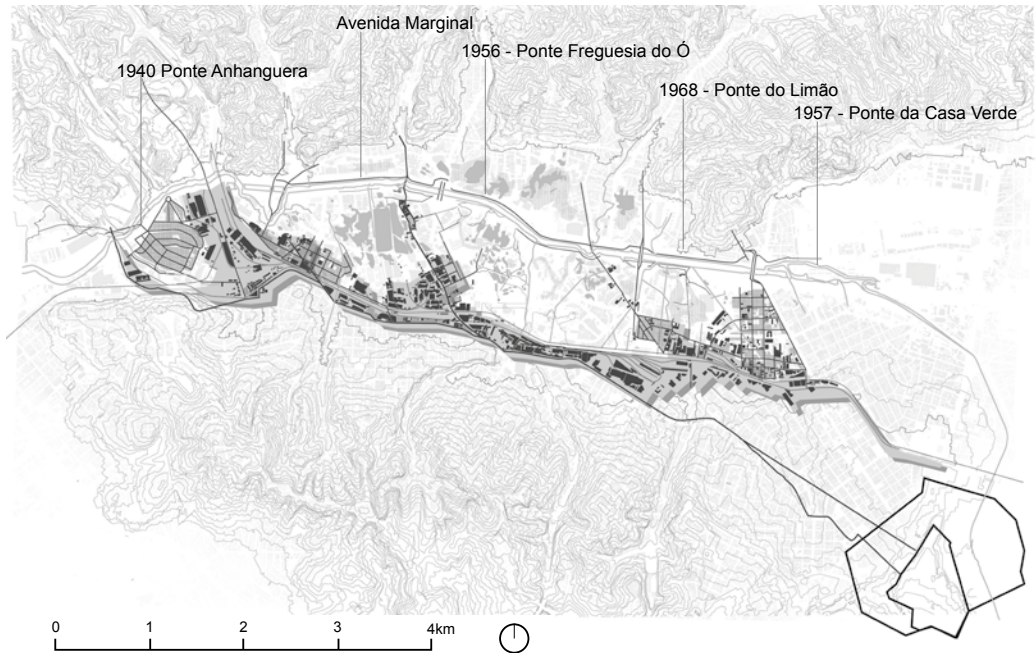 Avenida Marginal
1956 - Ponte Freguesia do Ó
1940 Ponte Anhanguera
1968 - Ponte do Limão
1957 - Ponte da Casa Verde
0 1 2 3 4km